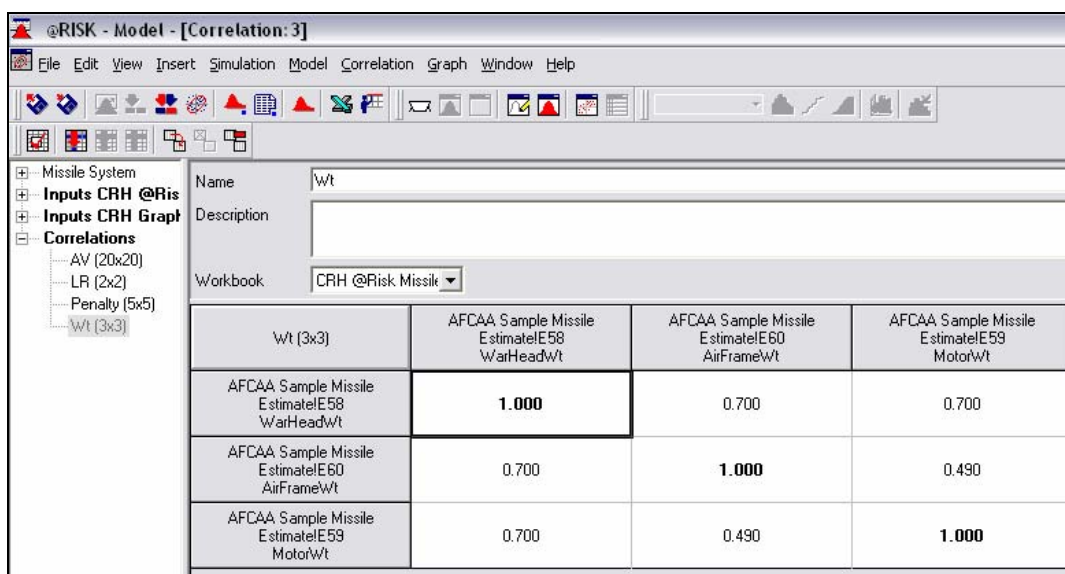 @RISK - Model - [Correlation: 3]
File Edit View Insert Simulation Model Correlation Graph Window Help
Missile System
Inputs CRH @Ris
Inputs CRH Grapl
Correlations
AV (20x20)
LR (2x2)
Penalty (5x5)
Wt (3x3)
Name Wt
Description
Workbook CRH @Risk Missile
Wt (3x3)
AFCAA Sample Missile
Estimate!E58
WarHeadWt
AFCAA Sample Missile
Estimate!E60
AirFrameWt
AFCAA Sample Missile
Estimate!E59
MotorWt
AFCAA Sample Missile
Estimate!E58
WarHeadWt
1.000 0.700 0.700
AFCAA Sample Missile
Estimate!E60
AirFrameWt
0.700 1.000 0.490
AFCAA Sample Missile
Estimate!E59
MotorWt
0.700 0.490 1.000